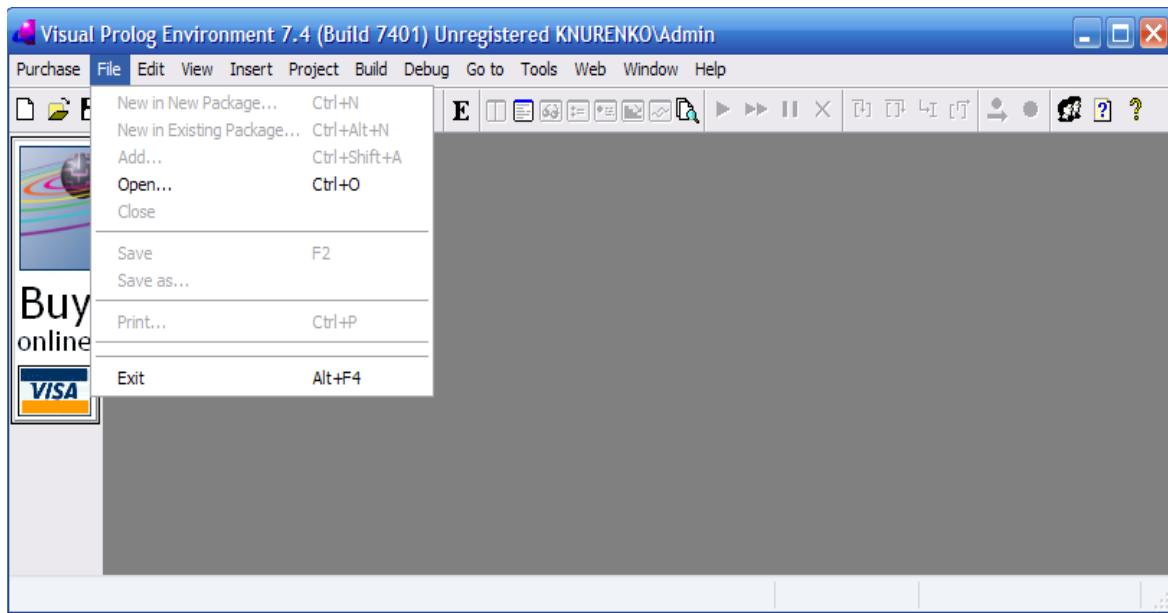 Visual Prolog Environment 7.4 (Build 7401) Unregistered KNURENKO\Admin
Purchase File Edit View Insert Project Build Debug Go to Tools Web Window Help
E
New in New Package... Ctrl+N
New in Existing Package... Ctrl+Alt+N
Add... Ctrl+Shift+A
Open... Ctrl+O
Close
Save F2
Save as...
Print... Ctrl+P
Exit Alt+F4
Buy
online
VISA